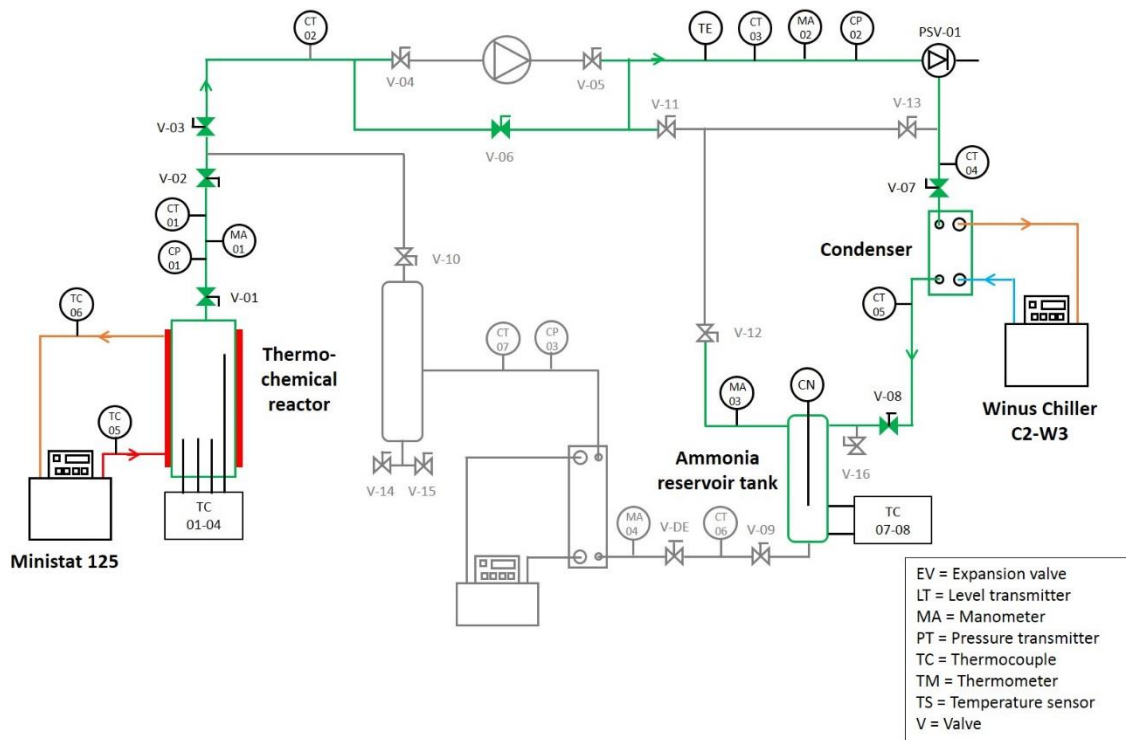 CT
02
TE
CT
03
MA
02
CP
02
PSV-01
V-04
V-05
V-11
V-13
V-03
V-06
CT
04
V-02
V-07
CT
01
MA
01
CP
01
Condenser
V-10
V-01
TC
06
CT
05
Thermo-
chemical
reactor
CT
07
CP
03
V-12
MA
03
CN
V-08
Winus Chiller
C2-W3
TC
05
V-16
Ammonia
reservoir tank
V-14
V-15
TC
01-04
MA
04
V-DE
CT
06
V-09
TC
07-08
Ministat 125
EV = Expansion valve
LT = Level transmitter
MA = Manometer
PT = Pressure transmitter
TC = Thermocouple
TM = Thermometer
TS = Temperature sensor
V = Valve